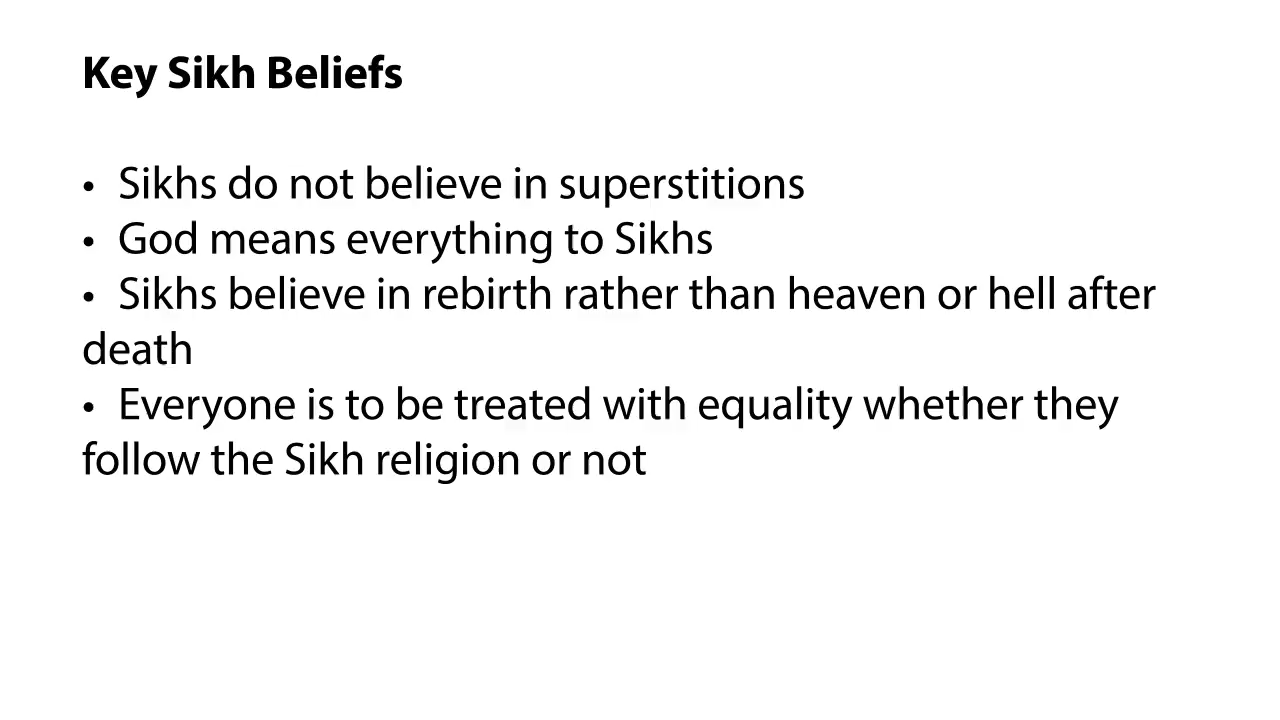 Key Sikh Beliefs
• Sikhs do not believe in superstitions
• God means everything to Sikhs
• Sikhs believe in rebirth rather than heaven or hell after
death
• Everyone is to be treated with equality whether they
follow the Sikh religion or not